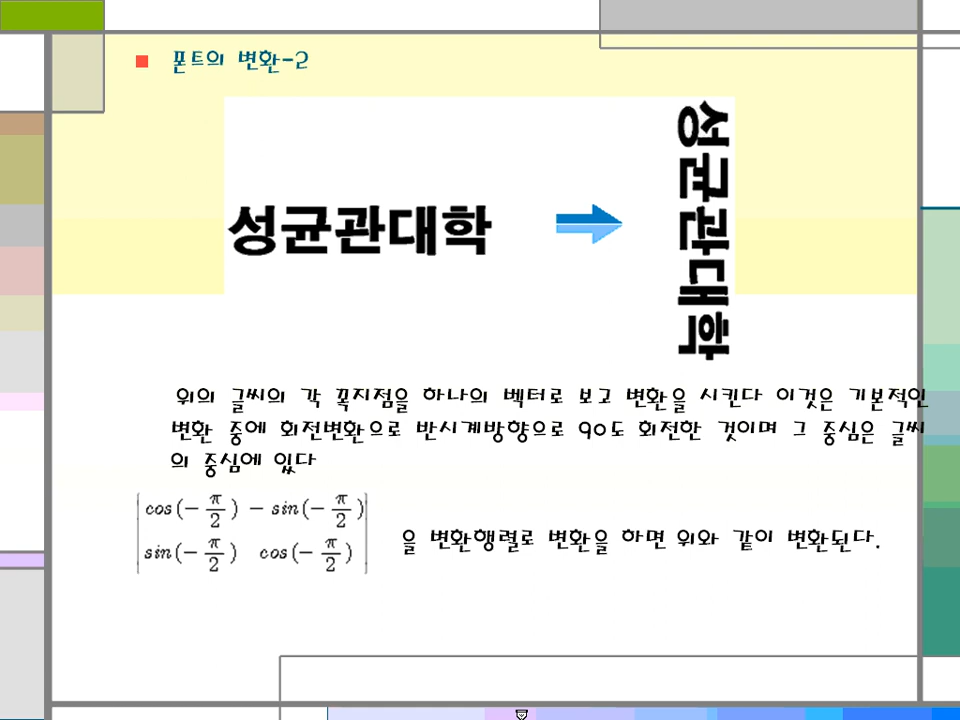 폰트의 변환-2
성균관대학
성균관대학
위의 글씨의 각 꼭지점을 하나의 벡터로 보고 변환을 시킨다 이것은 기본적인
변환 중에 회전변환으로 반시계방향으로 90도 회전한 것이며 그 중심은 글씨
의 중심에 있다
cos(-π/2) - sin(-π/2)
sin(-π/2) cos(-π/2)
을 변환행렬로 변환을 하면 위와 같이 변환된다.